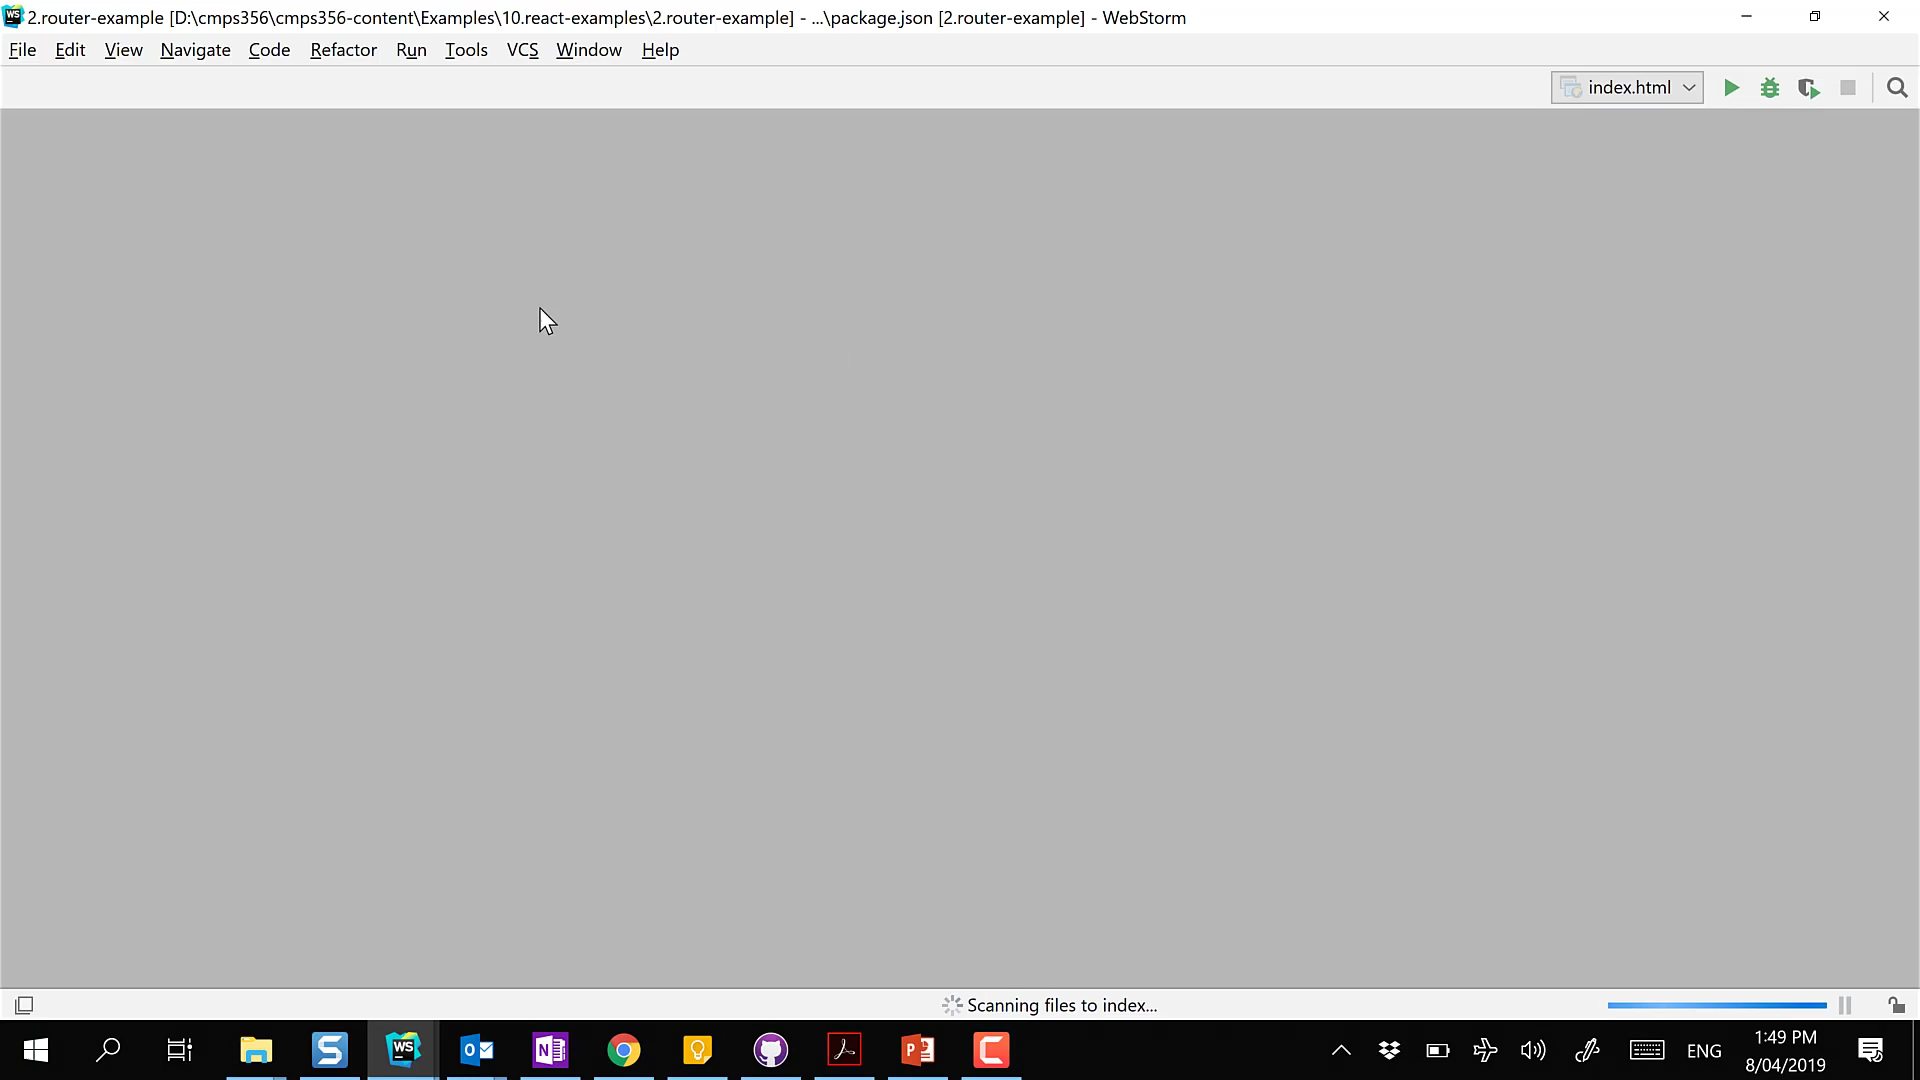 2.router-example [D:\cmps356\cmps356-content\Examples\10.react-examples\2.router-example] - ...\package.json [2.router-example] - WebStorm
File Edit View Navigate Code Refactor Run Tools VCS Window Help
index.html
Scanning files to index...
WS
ENG
1:49 PM
8/04/2019